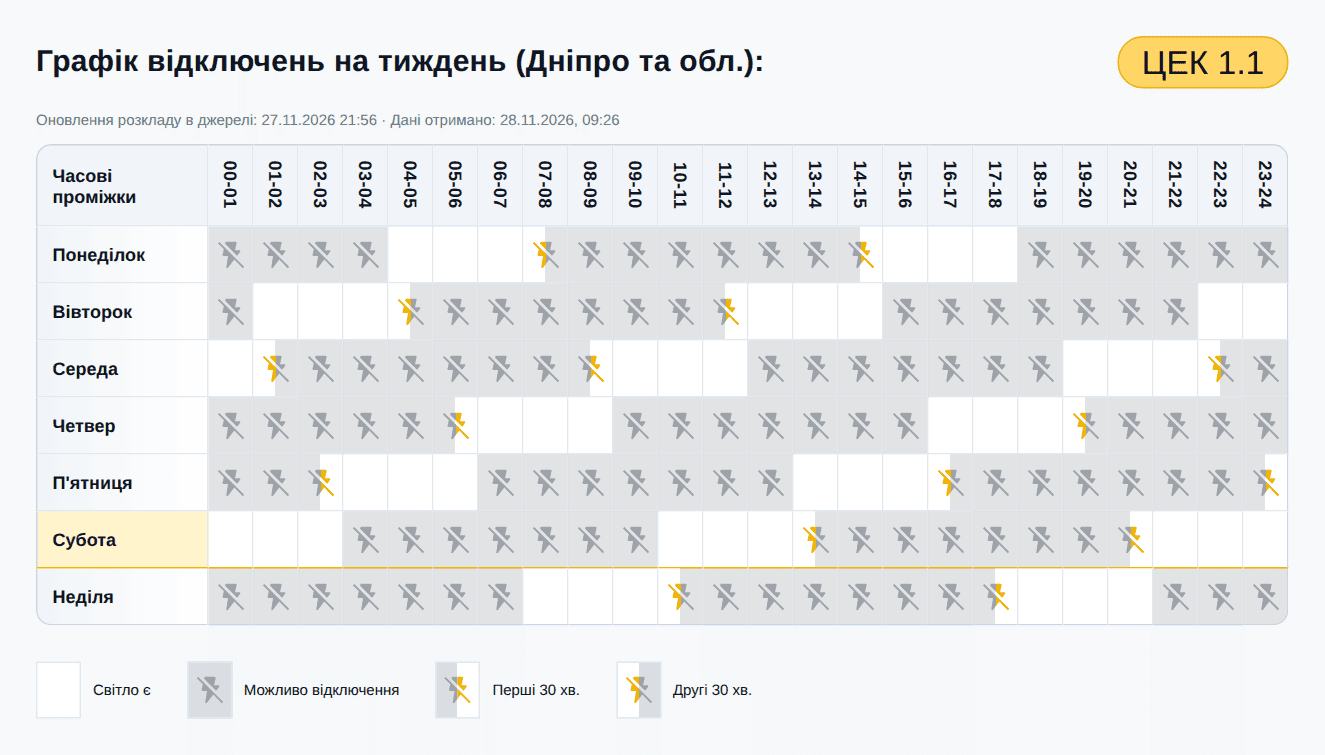 Графік відключень на тиждень (Дніпро та обл.):
ЦЕК 1.1
Оновлення розкладу в джерелі: 27.11.2026 21:56 · Дані отримано: 28.11.2026, 09:26
Часові
проміжки
00-01 01-02 02-03 03-04 04-05 05-06 06-07 07-08 08-09 09-10 10-11 11-12 12-13 13-14 14-15 15-16 16-17 17-18 18-19 19-20 20-21 21-22 22-23 23-24
Понеділок
Вівторок
Середа
Четвер
П'ятниця
Субота
Неділя
Світло є
Можливо відключення
Перші 30 хв.
Другі 30 хв.